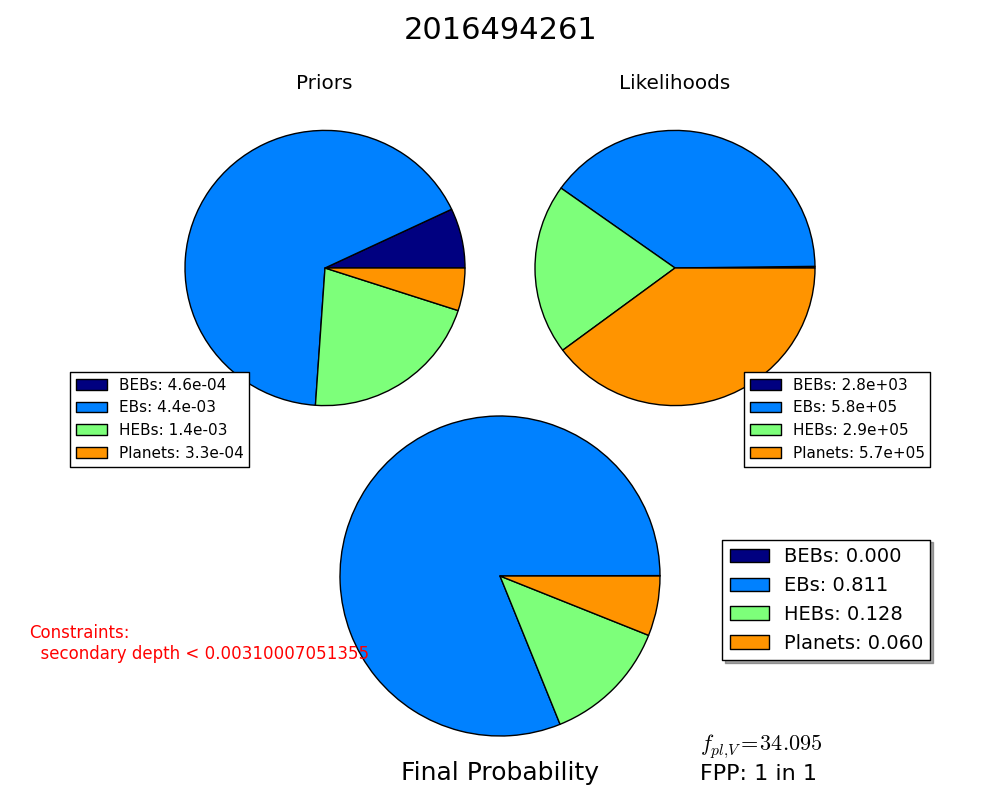 2016494261
Priors
Likelihoods
BEBs: 4.6e-04
EBs: 4.4e-03
HEBs: 1.4e-03
Planets: 3.3e-04
BEBs: 2.8e+03
EBs: 5.8e+05
HEBs: 2.9e+05
Planets: 5.7e+05
BEBs: 0.000
EBs: 0.811
HEBs: 0.128
Planets: 0.060
Constraints:
secondary depth < 0.00310007051355
f_{pl,V}=34.095
Final Probability
FPP: 1 in 1